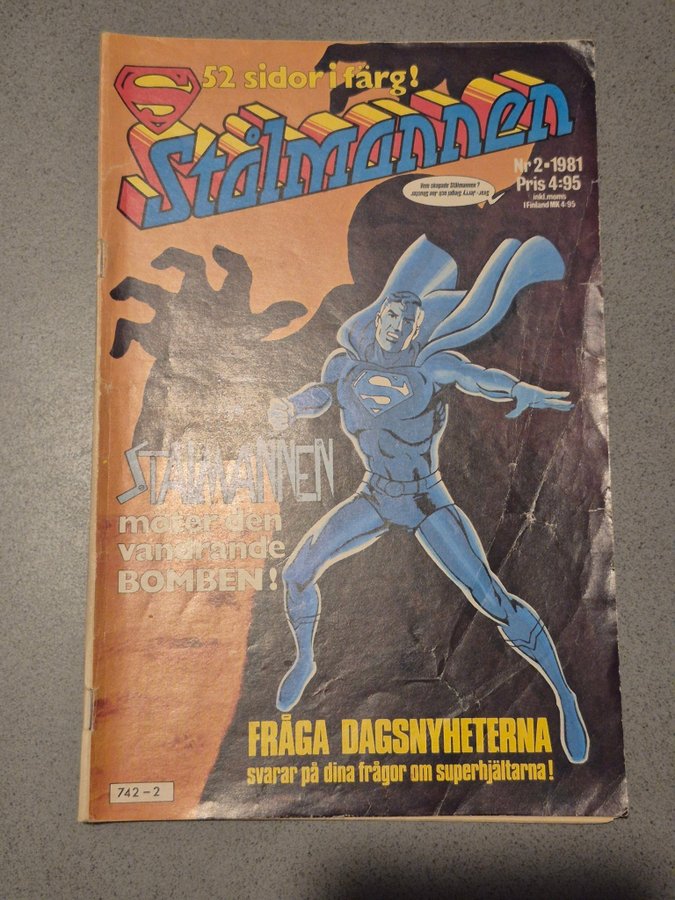 52 sidor i färg!
Stålmannen
Nr 2 • 1981
Pris 4:95
inkl. moms
I Finland MK 4:95
Vem skapade Stålmannen?
Svar: Jerry Siegel och Joe Shuster
S
STÅLMANNEN
möter den
vandrande
BOMBEN!
FRÅGA DAGSNYHETERNA
svarar på dina frågor om superhjältarna!
742-2